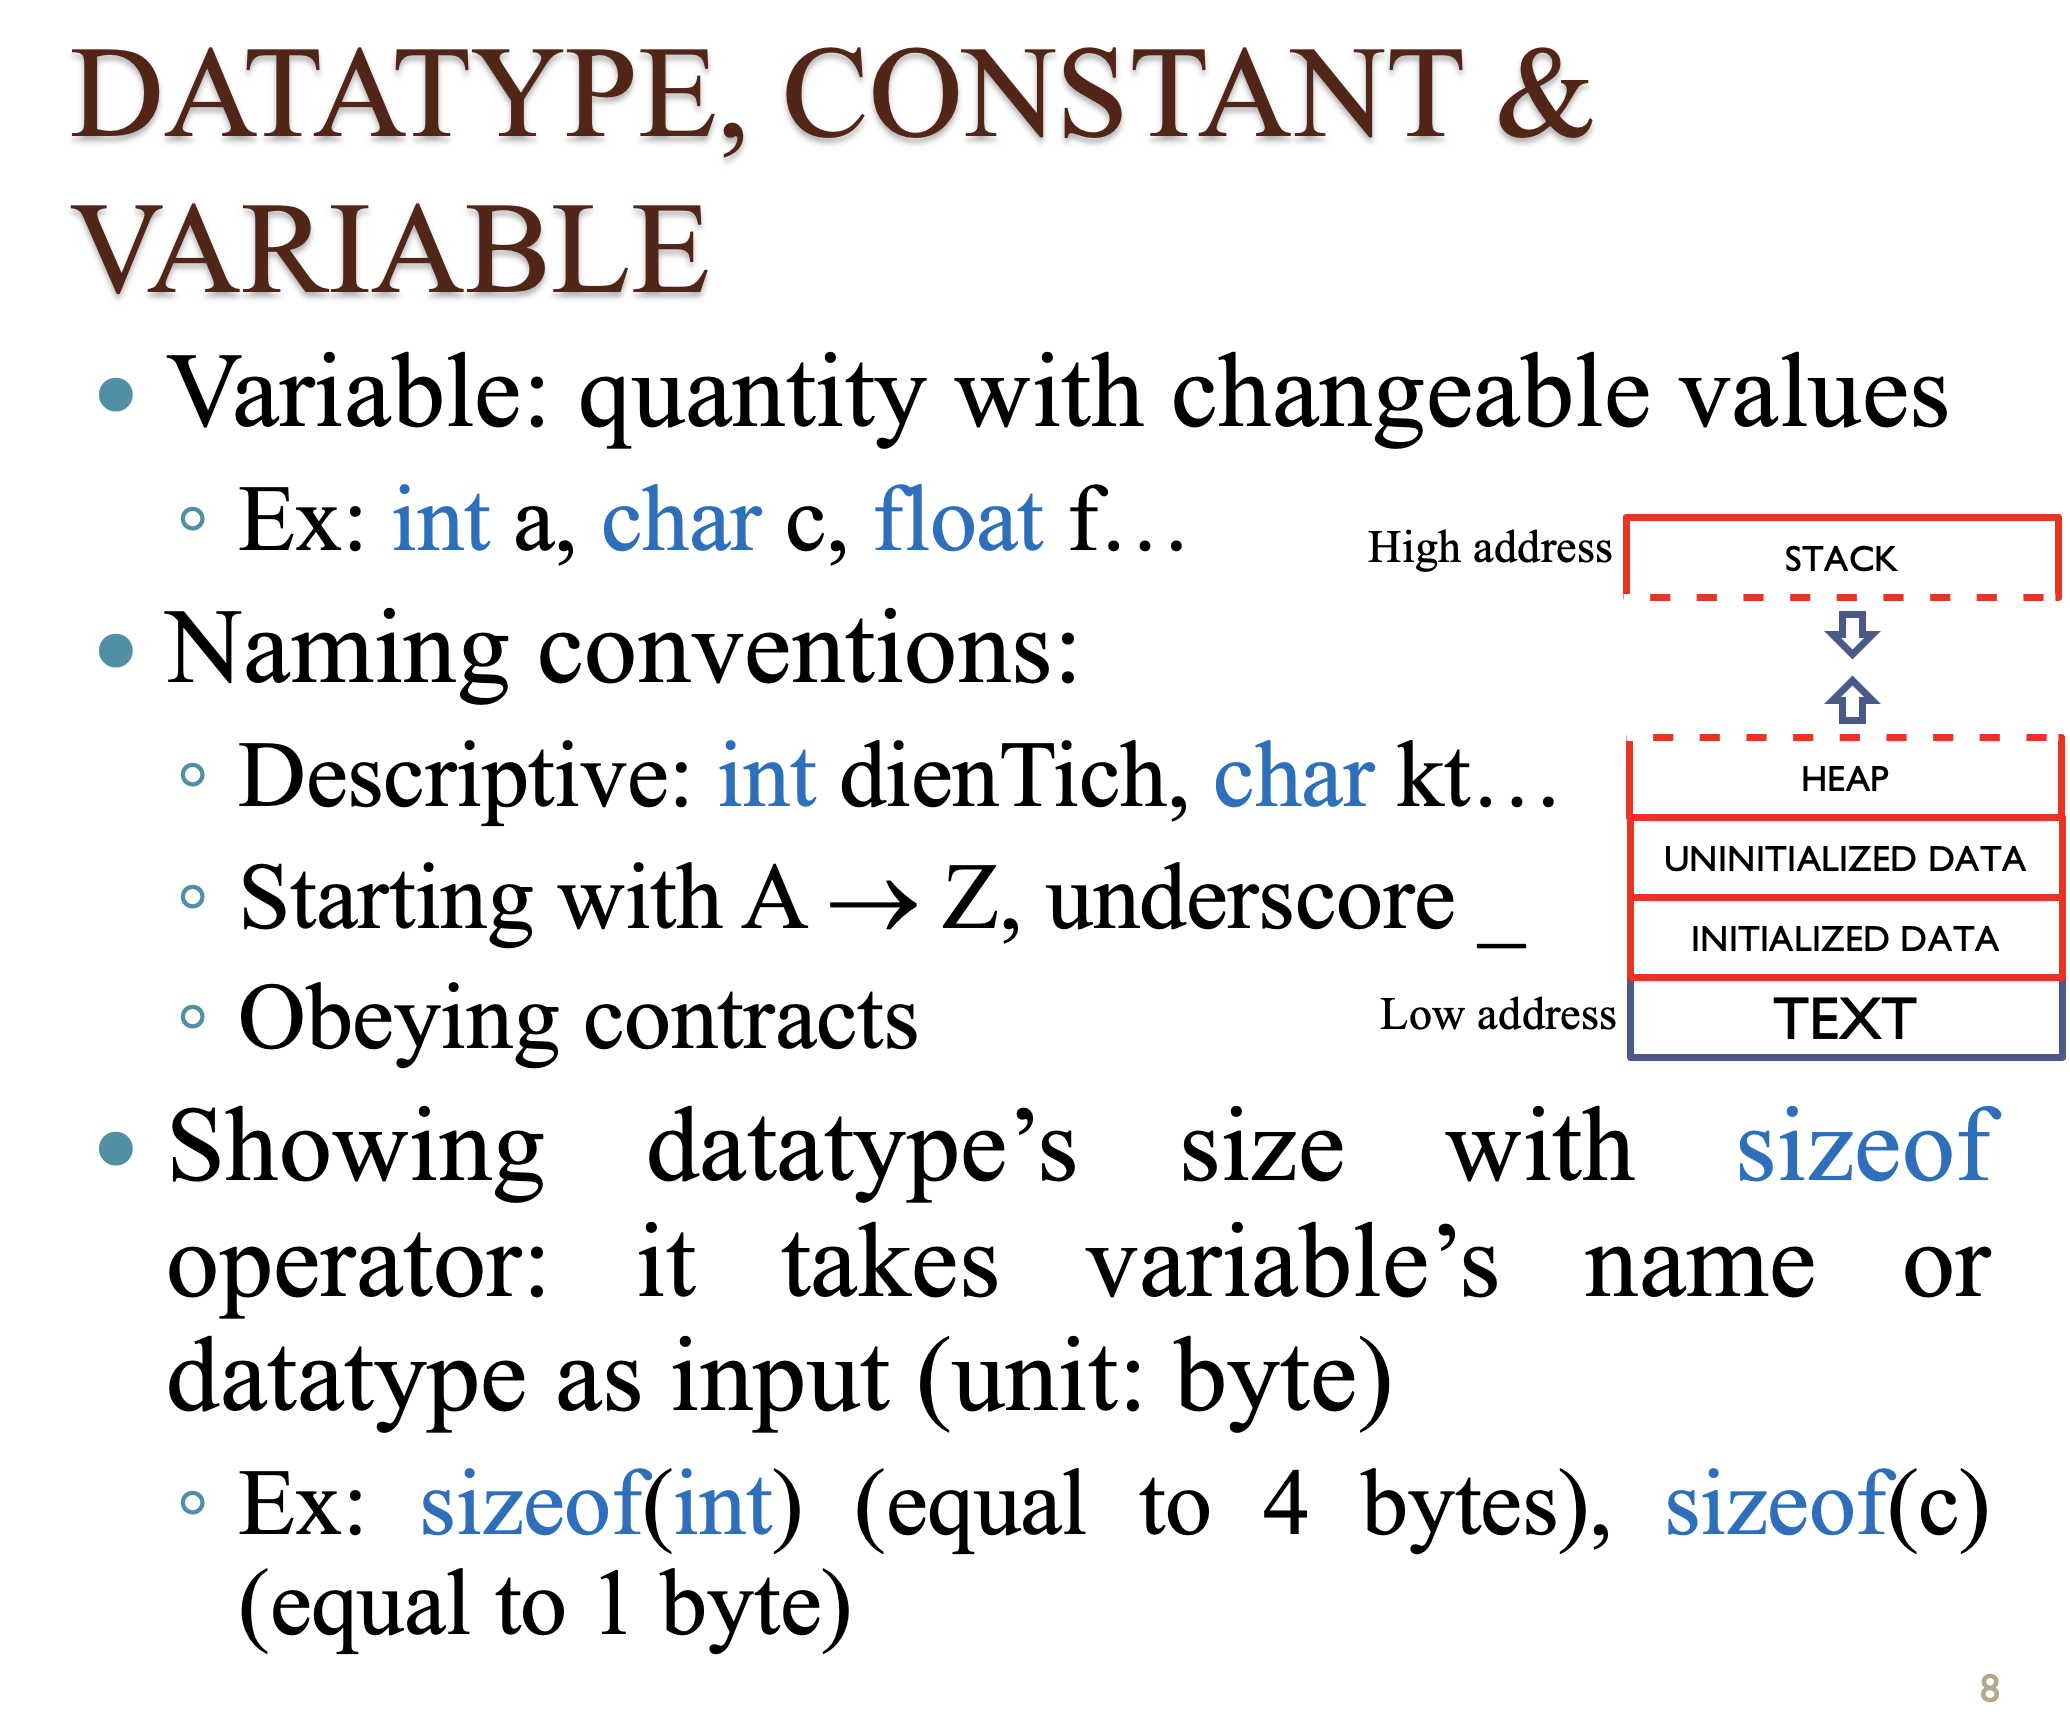 DATATYPE, CONSTANT &
VARIABLE
• Variable: quantity with changeable values
◦ Ex: int a, char c, float f…
• Naming conventions:
◦ Descriptive: int dienTich, char kt…
◦ Starting with A → Z, underscore _
◦ Obeying contracts
High address
STACK
HEAP
UNINITIALIZED DATA
INITIALIZED DATA
Low address
TEXT
• Showing datatype’s size with sizeof
operator: it takes variable’s name or
datatype as input (unit: byte)
◦ Ex: sizeof(int) (equal to 4 bytes), sizeof(c)
(equal to 1 byte)
8